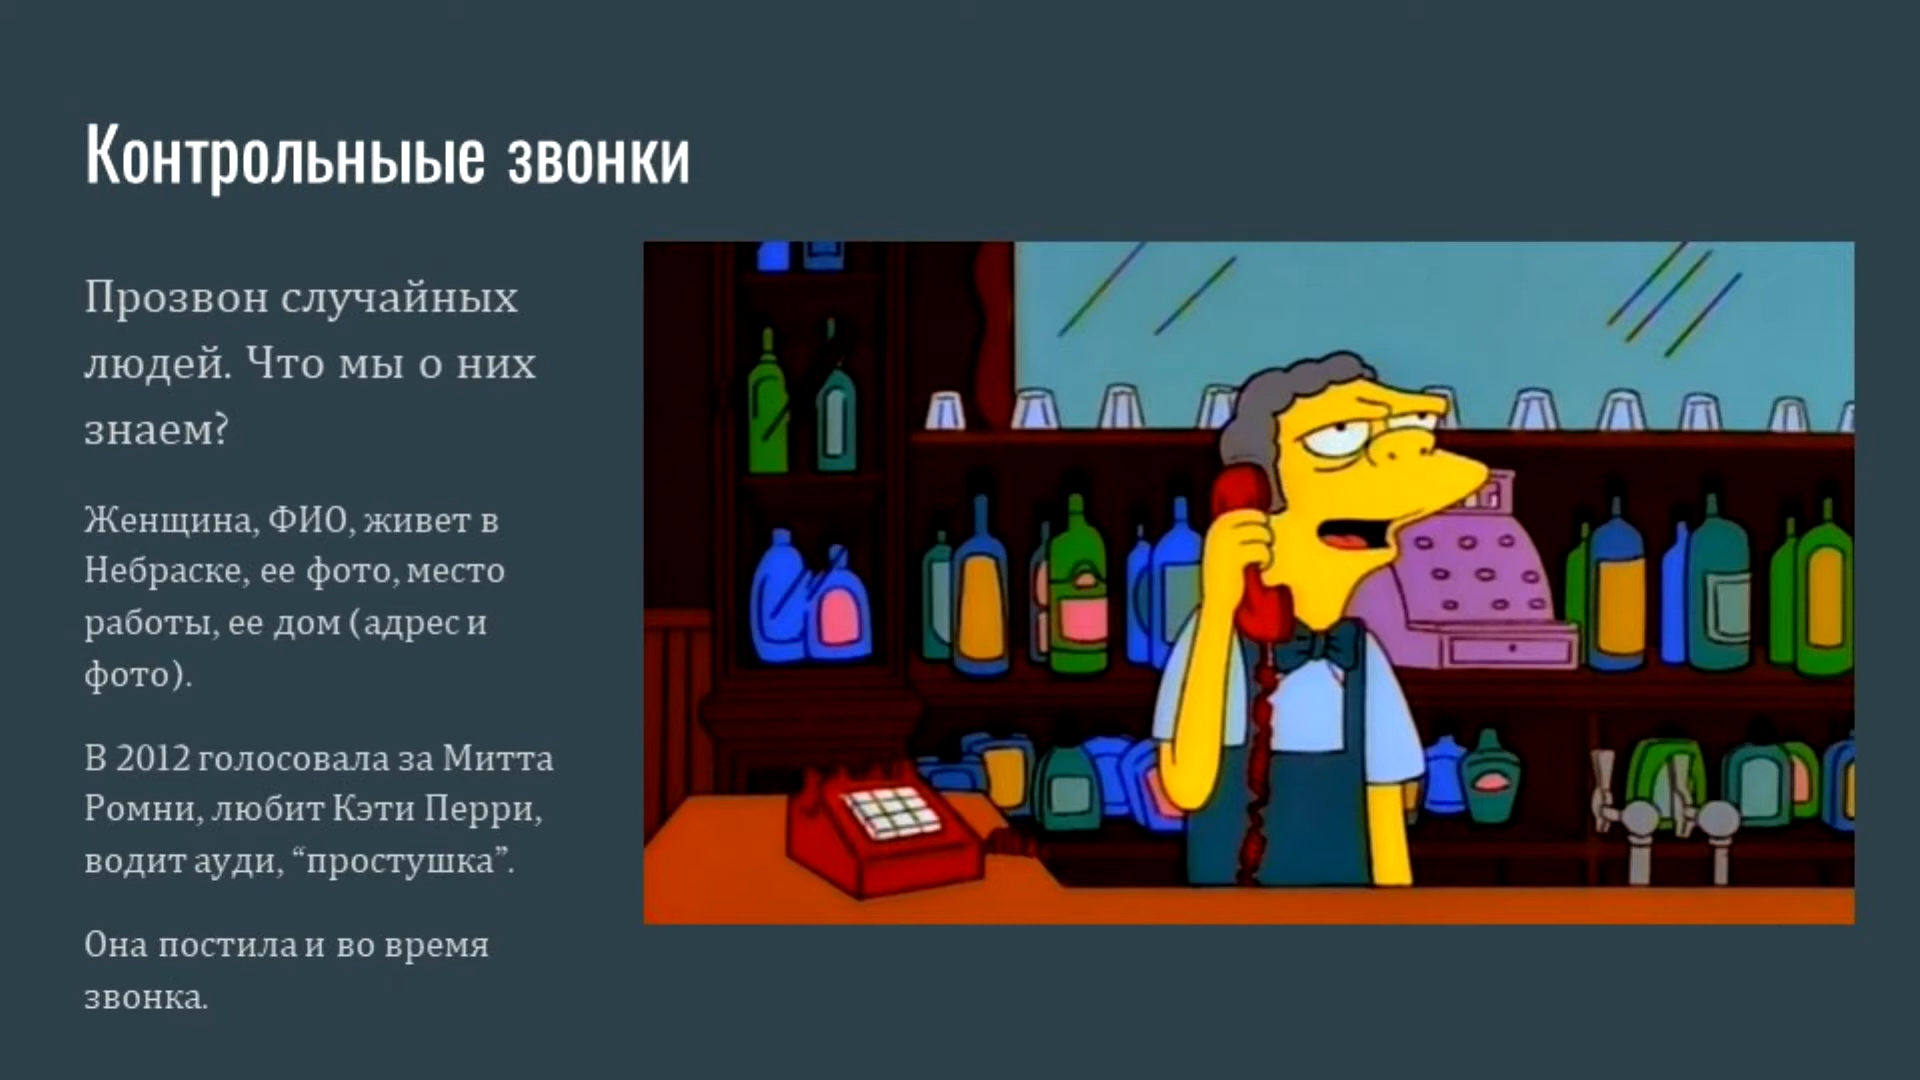 Контрольныые звонки
Прозвон случайных
людей. Что мы о них
знаем?
Женщина, ФИО, живет в
Небраске, ее фото, место
работы, ее дом (адрес и
фото).
В 2012 голосовала за Митта
Ромни, любит Кэти Перри,
водит ауди, “простушка”.
Она постила и во время
звонка.